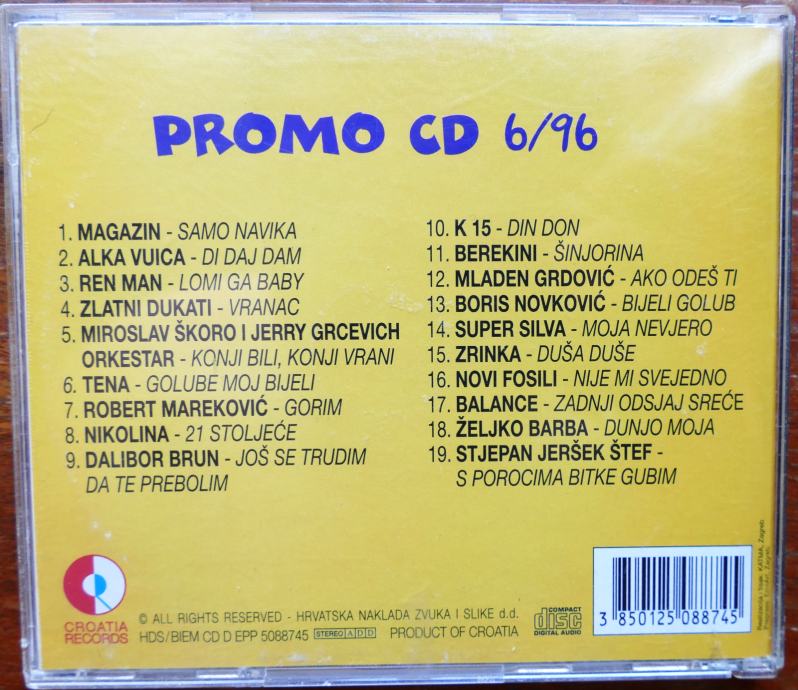 PROMO CD 6/96
1. MAGAZIN - SAMO NAVIKA
2. ALKA VUICA - DI DAJ DAM
3. REN MAN - LOMI GA BABY
4. ZLATNI DUKATI - VRANAC
5. MIROSLAV ŠKORO I JERRY GRCEVICH
ORKESTAR - KONJI BILI, KONJI VRANI
6. TENA - GOLUBE MOJ BIJELI
7. ROBERT MAREKOVIĆ - GORIM
8. NIKOLINA - 21 STOLJEĆE
9. DALIBOR BRUN - JOŠ SE TRUDIM
DA TE PREBOLIM
10. K 15 - DIN DON
11. BEREKINI - ŠINJORINA
12. MLADEN GRDOVIĆ - AKO ODEŠ TI
13. BORIS NOVKOVIĆ - BIJELI GOLUB
14. SUPER SILVA - MOJA NEVJERO
15. ZRINKA - DUŠA DUŠE
16. NOVI FOSILI - NIJE MI SVEJEDNO
17. BALANCE - ZADNJI ODSJAJ SREĆE
18. ŽELJKO BARBA - DUNJO MOJA
19. STJEPAN JERŠEK ŠTEF -
S POROCIMA BITKE GUBIM
CROATIA
RECORDS
© ALL RIGHTS RESERVED - HRVATSKA NAKLADA ZVUKA I SLIKE d.d.
HDS/BIEM CD D EPP 5088745 STEREO ADD PRODUCT OF CROATIA
COMPACT
disc
DIGITAL AUDIO
3 850125 088745
Realizacija i tisak: KATMA, Zagreb
Zagreb